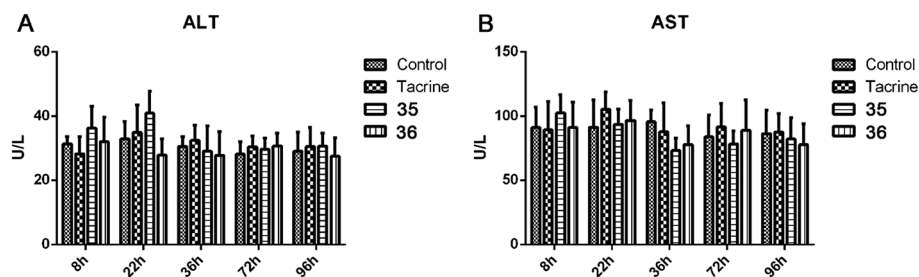 A
ALT
60
40
20
0
U/L
8h
22h
36h
72h
96h
Control
Tacrine
35
36
B
AST
150
100
50
0
U/L
8h
22h
36h
72h
96h
Control
Tacrine
35
36